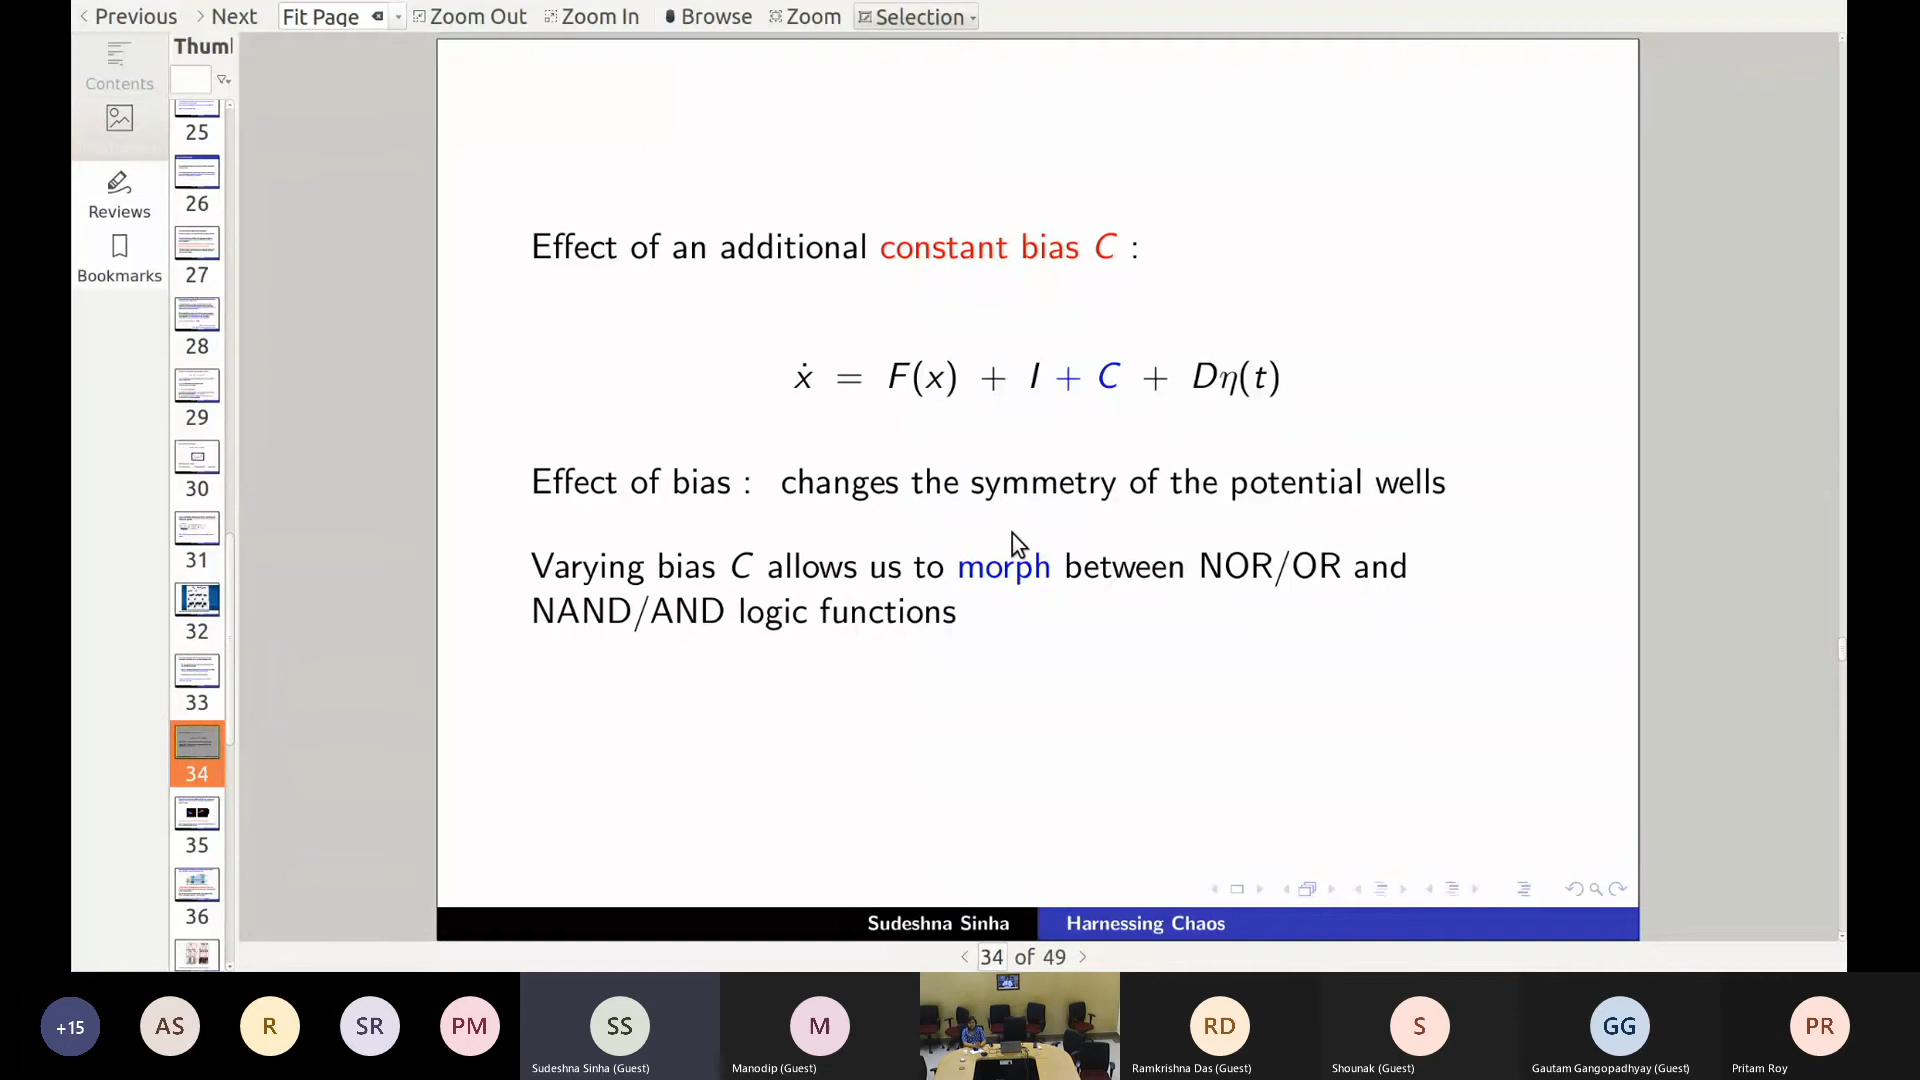 Previous Next Fit Page Zoom Out Zoom In Browse Zoom Selection
Contents
Reviews
Bookmarks
25
26
27
28
29
30
31
32
33
34
35
36
Effect of an additional constant bias C :
ẋ = F(x) + I + C + Dη(t)
Effect of bias : changes the symmetry of the potential wells
Varying bias C allows us to morph between NOR/OR and
NAND/AND logic functions
Sudeshna Sinha Harnessing Chaos
34 of 49
+15 AS R SR PM SS M RD S GG PR
Sudeshna Sinha (Guest) Manodip (Guest) Ramkrishna Das (Guest) Shounak (Guest) Gautam Gangopadhyay (Guest) Pritam Roy